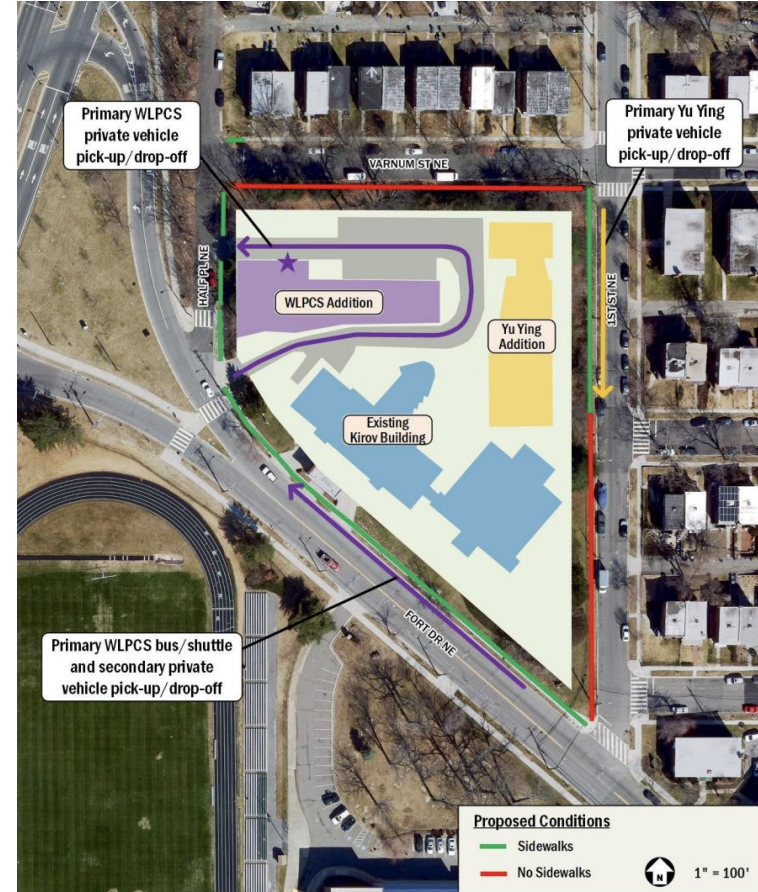 Primary WLPCS
private vehicle
pick-up/drop-off
Primary Yu Ying
private vehicle
pick-up/drop-off
VARNUM ST NE
HALF PL NE
1ST ST NE
WLPCS Addition
Yu Ying
Addition
Existing
Kirov Building
FORT DR NE
Primary WLPCS bus/shuttle
and secondary private
vehicle pick-up/drop-off
Proposed Conditions
Sidewalks
No Sidewalks
N
1" = 100'